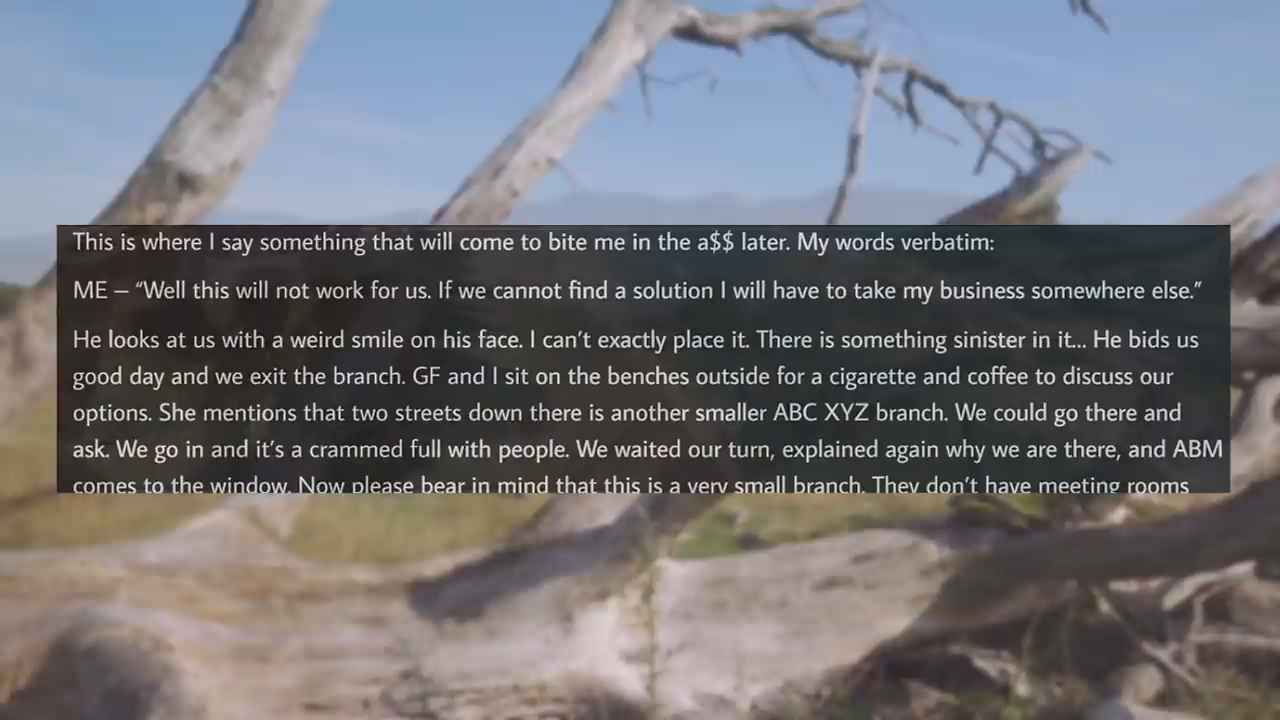 This is where I say something that will come to bite me in the a$$ later. My words verbatim:
ME – “Well this will not work for us. If we cannot find a solution I will have to take my business somewhere else.”
He looks at us with a weird smile on his face. I can’t exactly place it. There is something sinister in it... He bids us
good day and we exit the branch. GF and I sit on the benches outside for a cigarette and coffee to discuss our
options. She mentions that two streets down there is another smaller ABC XYZ branch. We could go there and
ask. We go in and it’s a crammed full with people. We waited our turn, explained again why we are there, and ABM
comes to the window. Now please bear in mind that this is a very small branch. They don’t have meeting rooms